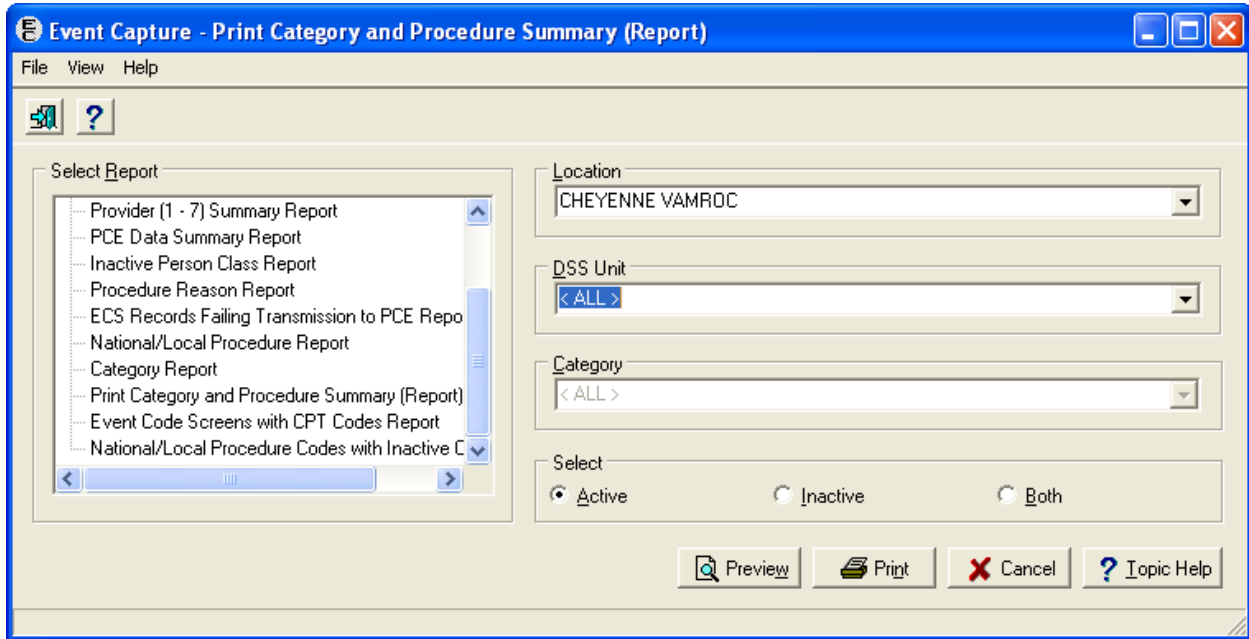 Event Capture - Print Category and Procedure Summary (Report)
File View Help
Select Report
Provider (1 - 7) Summary Report
PCE Data Summary Report
Inactive Person Class Report
Procedure Reason Report
ECS Records Failing Transmission to PCE Repo
National/Local Procedure Report
Category Report
Print Category and Procedure Summary (Report)
Event Code Screens with CPT Codes Report
National/Local Procedure Codes with Inactive C
Location
CHEYENNE VAMROC
DSS Unit
< ALL >
Category
< ALL >
Select
Active Inactive Both
Preview Print Cancel ? Topic Help